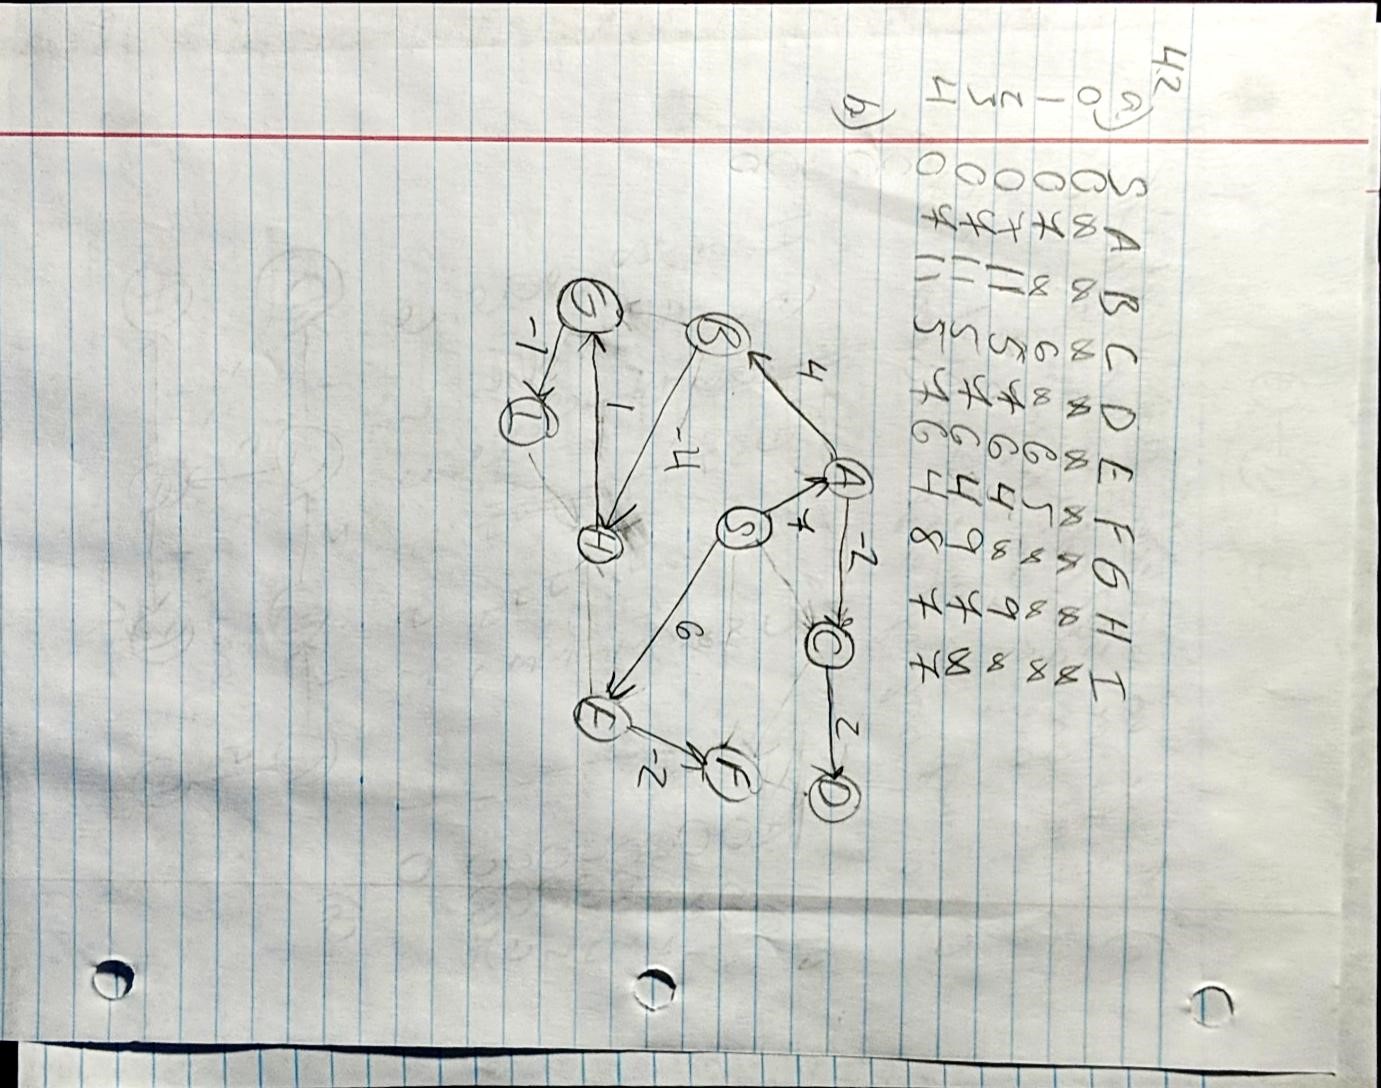 4.2
a) S A B C D E F G H I
0 0 ∞ ∞ ∞ ∞ ∞ ∞ ∞ ∞ ∞
1 0 7 ∞ 6 ∞ 6 5 ∞ ∞ ∞
2 0 7 11 5 7 6 4 ∞ 9 ∞
3 0 7 11 5 7 6 4 9 7 8
4 0 7 11 5 7 6 4 8 7 7
b)
A -2 C 2 D
4 7
B S F
-4 6 -2
1
G H E
-1 I